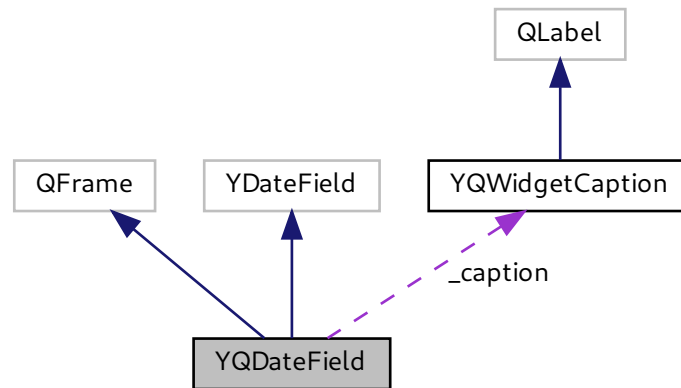 QLabel
QFrame
YDateField
YQWidgetCaption
_caption
YQDateField